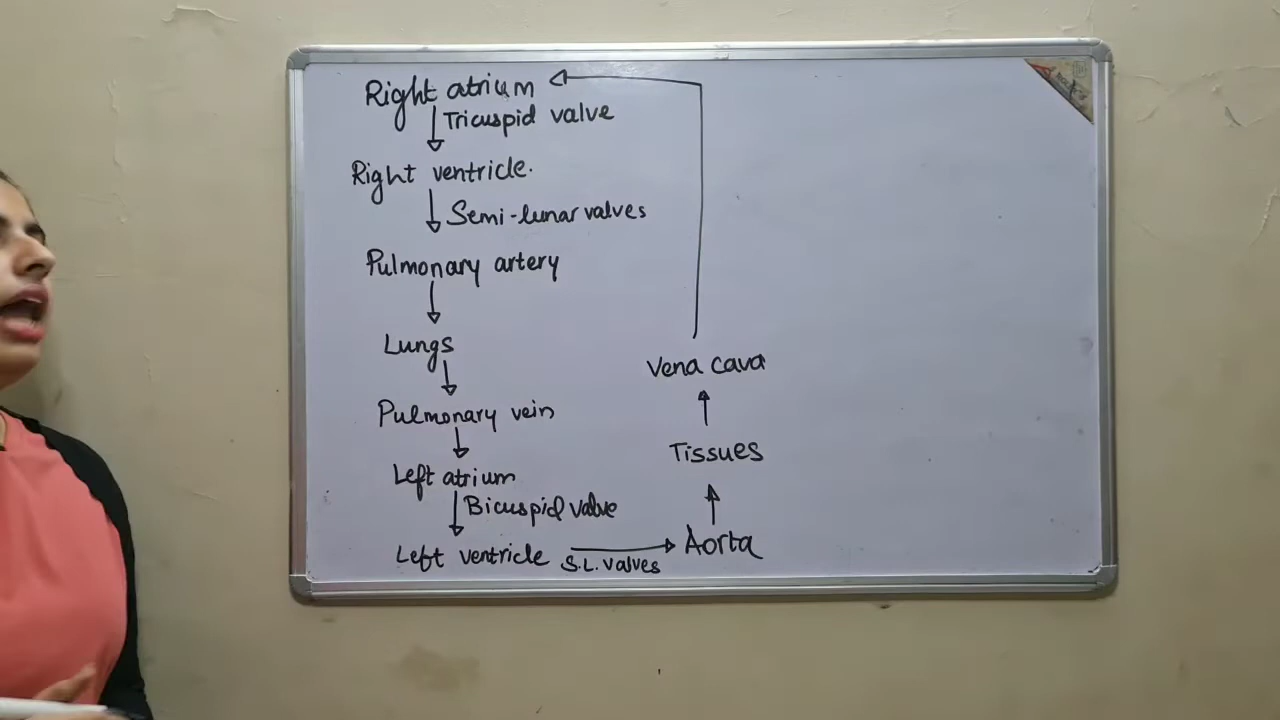 Right atrium
Tricuspid valve
Right ventricle.
Semi-lunar valves
Pulmonary artery
Lungs
Pulmonary vein
Left atrium
Bicuspid valve
Left ventricle
S.L. valves
Aorta
Tissues
Vena cava